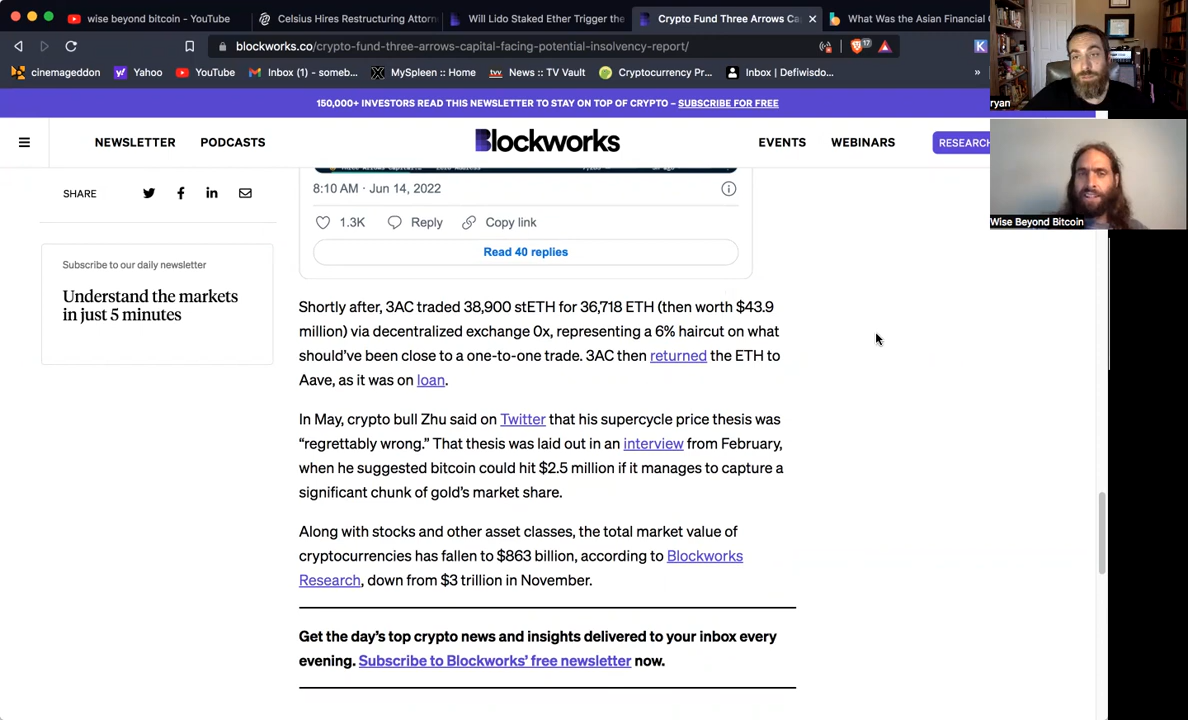 wise beyond bitcoin - YouTube
Celsius Hires Restructuring Attorn
Will Lido Staked Ether Trigger the
Crypto Fund Three Arrows Ca
What Was the Asian Financial C
blockworks.co/crypto-fund-three-arrows-capital-facing-potential-insolvency-report/
17
K
cinemageddon
Yahoo
YouTube
Inbox (1) - someb...
MySpleen :: Home
News :: TV Vault
Cryptocurrency Pr...
Inbox | Defiwisdo...
»
ryan
Wise Beyond Bitcoin
150,000+ INVESTORS READ THIS NEWSLETTER TO STAY ON TOP OF CRYPTO – SUBSCRIBE FOR FREE
NEWSLETTER
PODCASTS
Blockworks
EVENTS
WEBINARS
RESEARCH
SHARE
Subscribe to our daily newsletter
Understand the markets
in just 5 minutes
8:10 AM · Jun 14, 2022
1.3K
Reply
Copy link
Read 40 replies
Shortly after, 3AC traded 38,900 stETH for 36,718 ETH (then worth $43.9
million) via decentralized exchange 0x, representing a 6% haircut on what
should’ve been close to a one-to-one trade. 3AC then returned the ETH to
Aave, as it was on loan.
In May, crypto bull Zhu said on Twitter that his supercycle price thesis was
“regrettably wrong.” That thesis was laid out in an interview from February,
when he suggested bitcoin could hit $2.5 million if it manages to capture a
significant chunk of gold’s market share.
Along with stocks and other asset classes, the total market value of
cryptocurrencies has fallen to $863 billion, according to Blockworks
Research, down from $3 trillion in November.
Get the day’s top crypto news and insights delivered to your inbox every
evening. Subscribe to Blockworks’ free newsletter now.